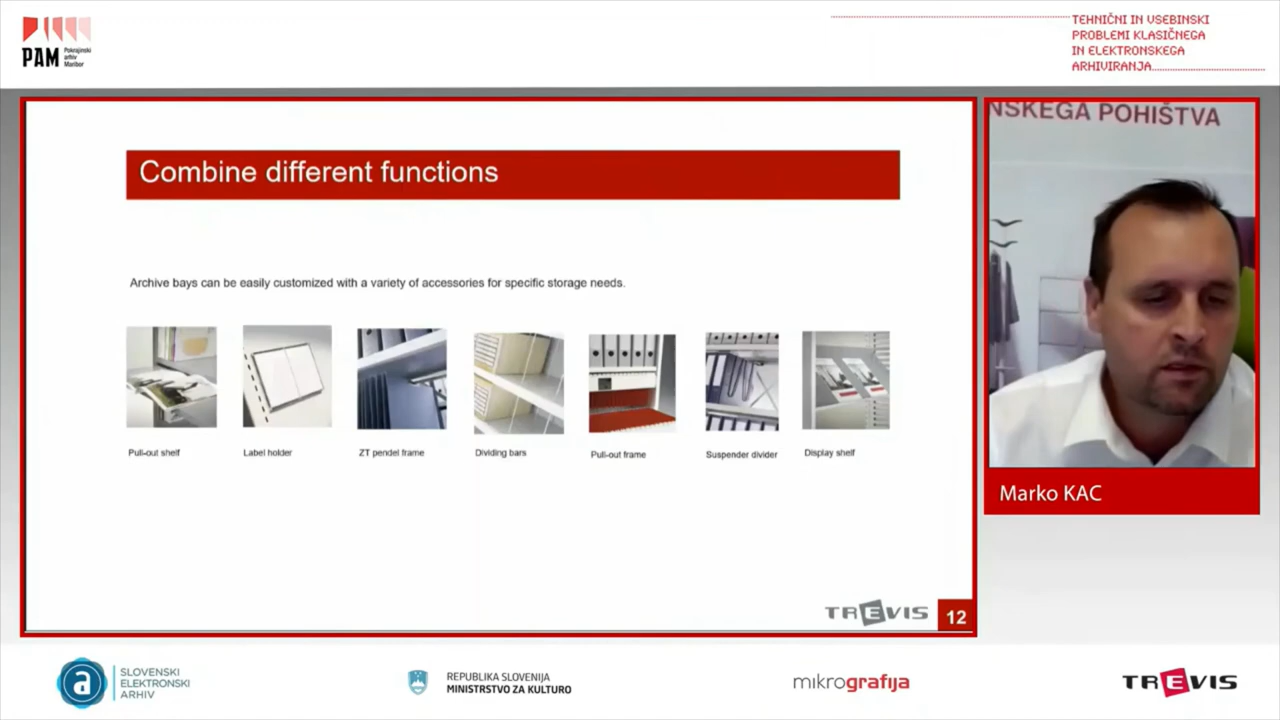 PAM
Pokrajinski
arhiv
Maribor
TEHNIČNI IN VSEBINSKI
PROBLEMI KLASIČNEGA
IN ELEKTRONSKEGA
ARHIVIRANJA
Combine different functions
Archive bays can be easily customized with a variety of accessories for specific storage needs.
Pull-out shelf
Label holder
ZT pendel frame
Dividing bars
Pull-out frame
Suspender divider
Display shelf
TREVIS
12
NSKEGA POHIŠTVA
Marko KAC
a
SLOVENSKI
ELEKTRONSKI
ARHIV
REPUBLIKA SLOVENIJA
MINISTRSTVO ZA KULTURO
mikrografija
TREVIS